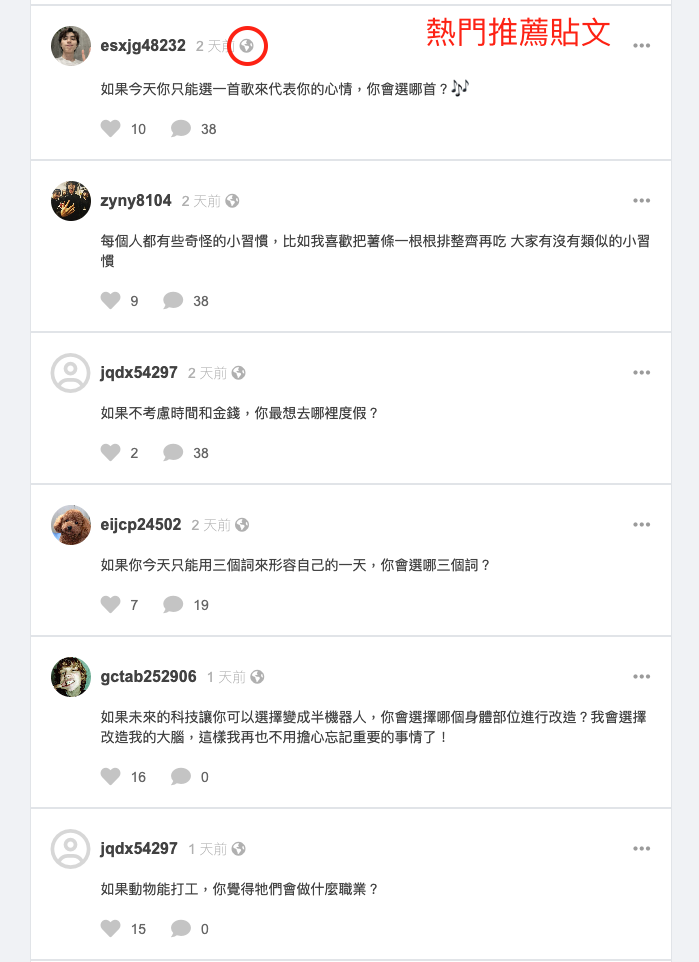 熱門推薦貼文
esxjg48232 2 天前
如果今天你只能選一首歌來代表你的心情，你會選哪首？🎶
10 38
zyny8104 2 天前
每個人都有些奇怪的小習慣，比如我喜歡把薯條一根根排整齊再吃 大家有沒有類似的小習
慣
9 38
jqdx54297 2 天前
如果不考慮時間和金錢，你最想去哪裡度假？
2 38
eijcp24502 2 天前
如果你今天只能用三個詞來形容自己的一天，你會選哪三個詞？
7 19
gctab252906 1 天前
如果未來的科技讓你可以選擇變成半機器人，你會選擇哪個身體部位進行改造？我會選擇
改造我的大腦，這樣我再也不用擔心忘記重要的事情了！
16 0
jqdx54297 1 天前
如果動物能打工，你覺得牠們會做什麼職業？
15 0